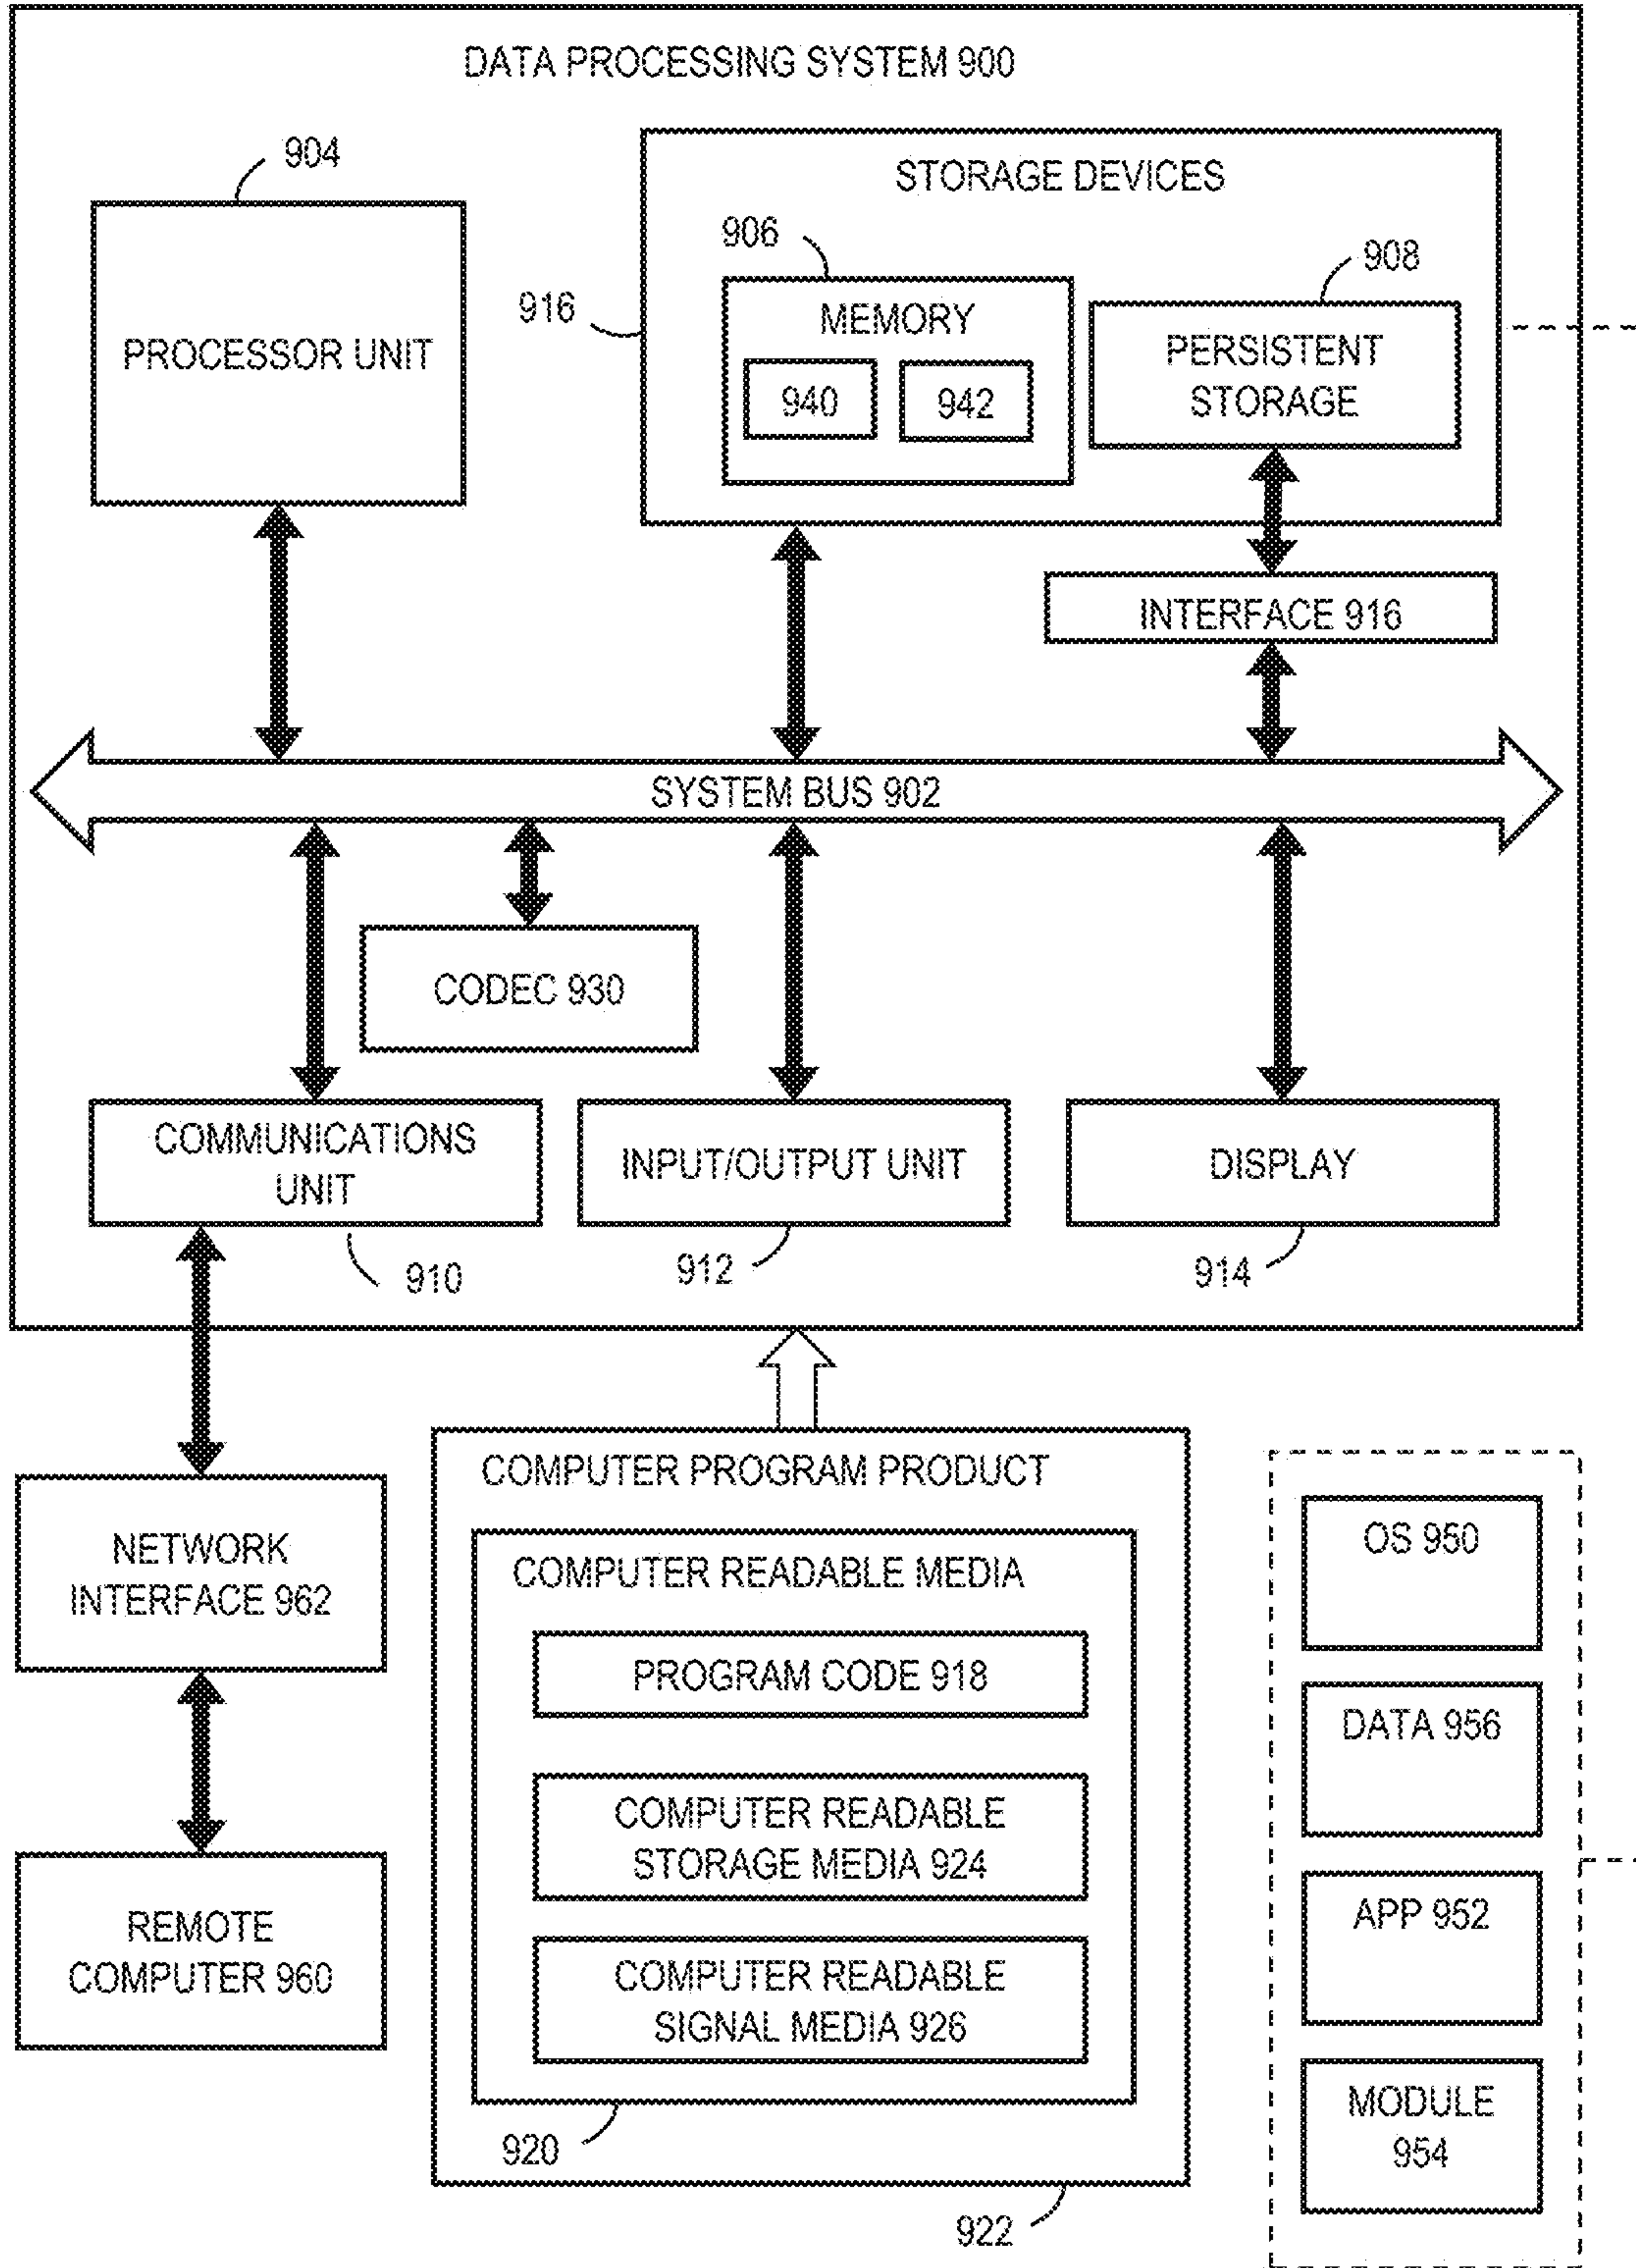 DATA PROCESSING SYSTEM 900
904
STORAGE DEVICES
906
908
916
PROCESSOR UNIT
MEMORY
940
942
PERSISTENT
STORAGE
INTERFACE 916
SYSTEM BUS 902
CODEC 930
COMMUNICATIONS
UNIT
INPUT/OUTPUT UNIT
DISPLAY
910
912
914
NETWORK
INTERFACE 962
REMOTE
COMPUTER 960
COMPUTER PROGRAM PRODUCT
COMPUTER READABLE MEDIA
PROGRAM CODE 918
COMPUTER READABLE
STORAGE MEDIA 924
COMPUTER READABLE
SIGNAL MEDIA 926
920
922
OS 950
DATA 956
APP 952
MODULE
954